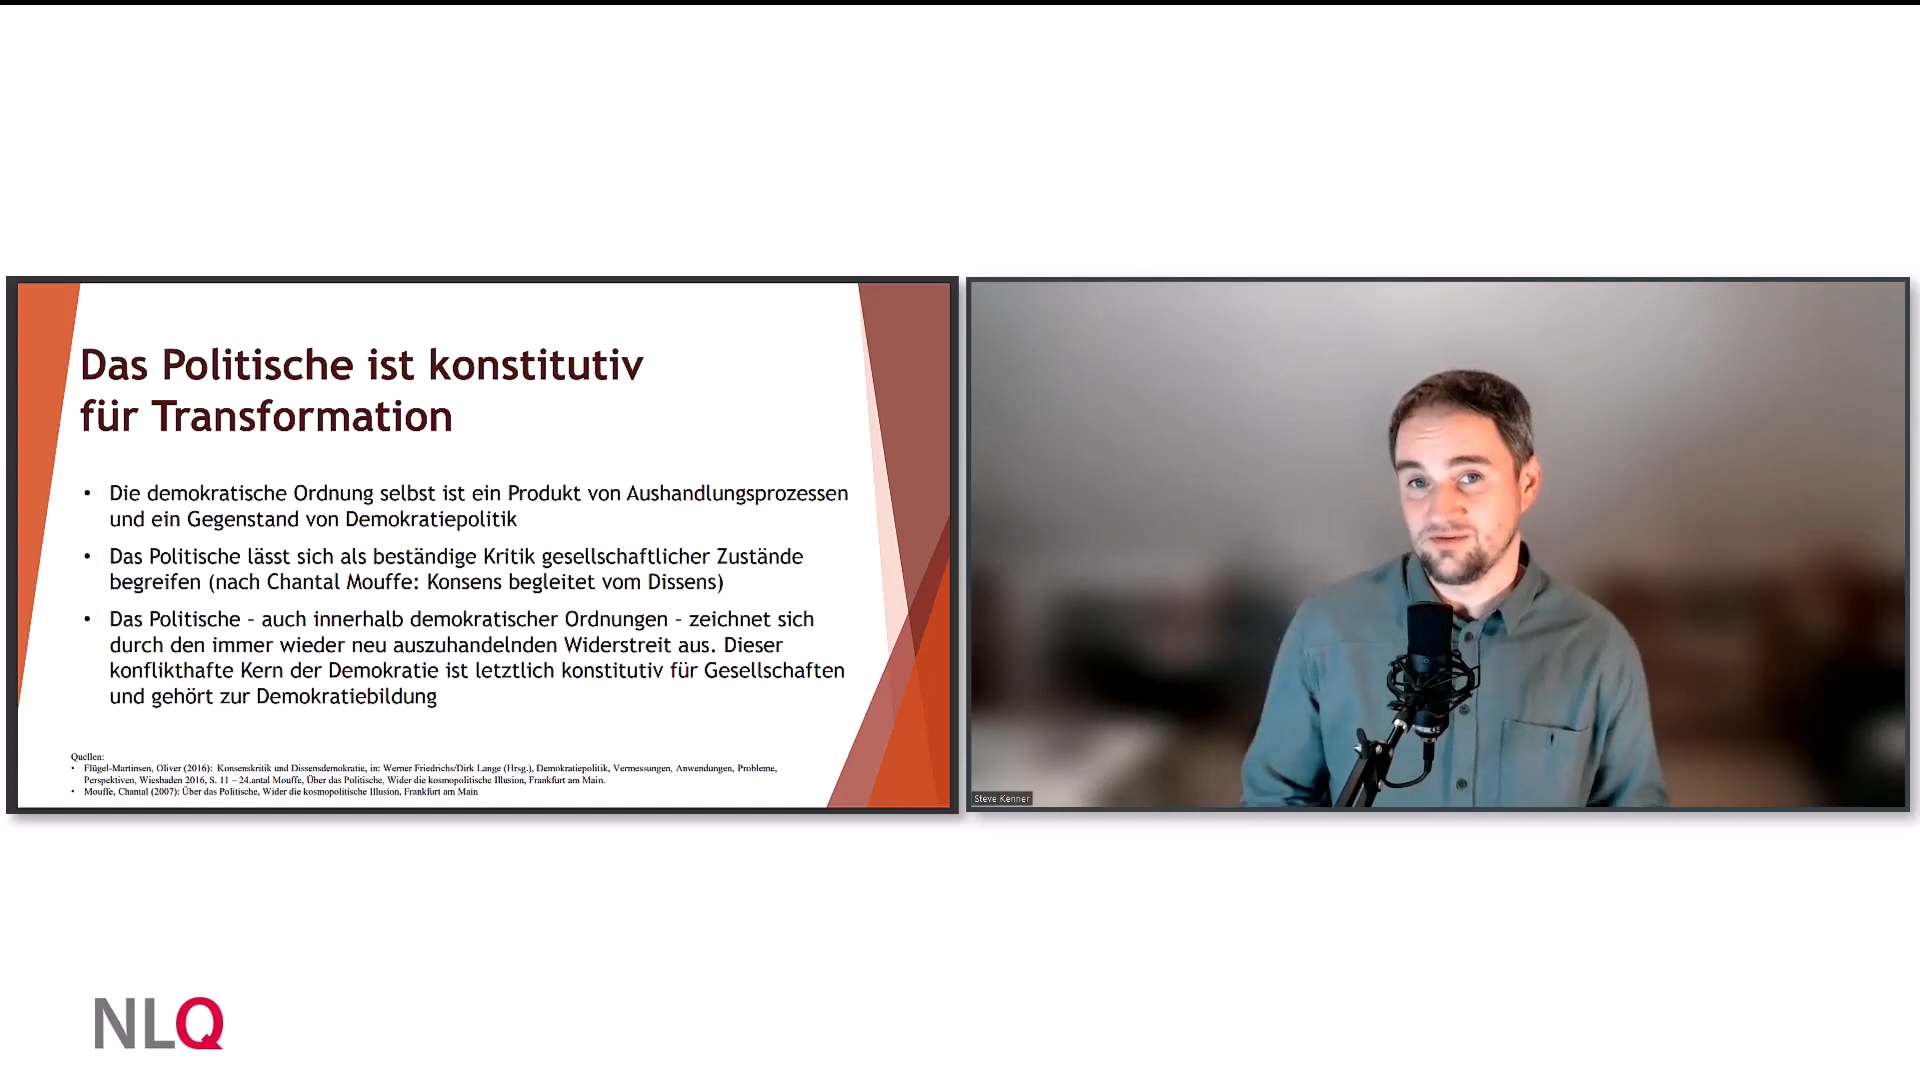 Das Politische ist konstitutiv
für Transformation
• Die demokratische Ordnung selbst ist ein Produkt von Aushandlungsprozessen
und ein Gegenstand von Demokratiepolitik
• Das Politische lässt sich als beständige Kritik gesellschaftlicher Zustände
begreifen (nach Chantal Mouffe: Konsens begleitet vom Dissens)
• Das Politische – auch innerhalb demokratischer Ordnungen – zeichnet sich
durch den immer wieder neu auszuhandelnden Widerstreit aus. Dieser
konflikthafte Kern der Demokratie ist letztlich konstitutiv für Gesellschaften
und gehört zur Demokratiebildung
Quellen:
• Flügel-Martinsen, Oliver (2016): Konsenskritik und Dissensdemokratie, in: Werner Friedrichs/Dirk Lange (Hrsg.), Demokratiepolitik, Vermessungen, Anwendungen, Probleme,
Perspektiven, Wiesbaden 2016, S. 11 – 24.antal Mouffe, Über das Politische, Wider die kosmopolitische Illusion, Frankfurt am Main.
• Mouffe, Chantal (2007): Über das Politische, Wider die kosmopolitische Illusion, Frankfurt am Main
Steve Kenner
NLQ